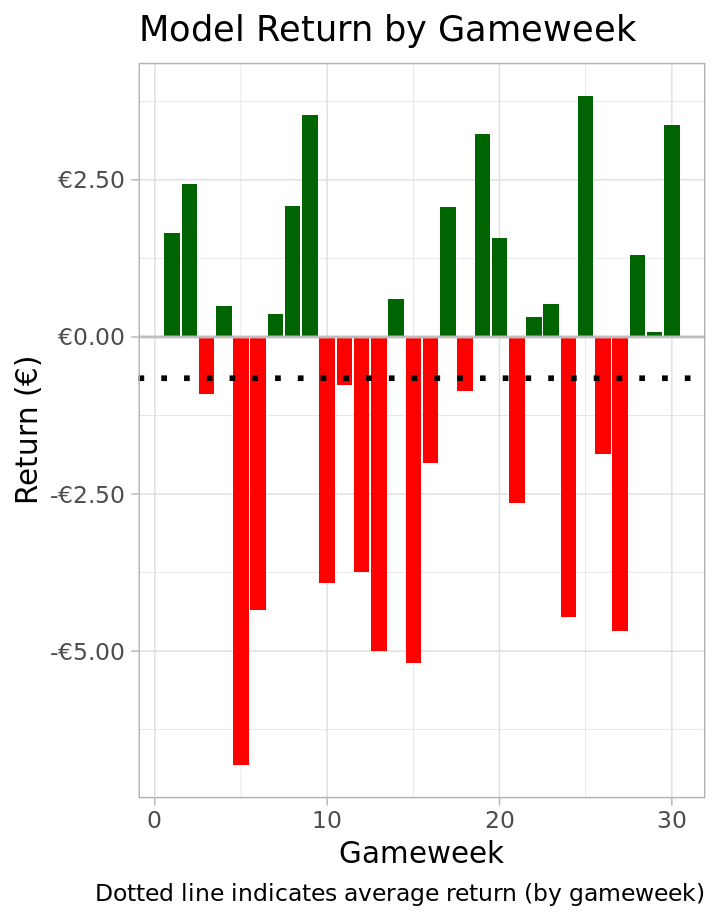 Model Return by Gameweek
€2.50
€0.00
-€2.50
-€5.00
Return (€)
0 10 20 30
Gameweek
Dotted line indicates average return (by gameweek)